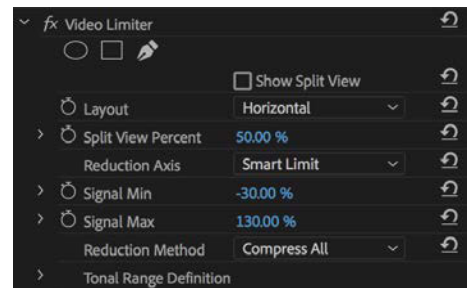 fx Video Limiter
Show Split View
Layout Horizontal
Split View Percent 50.00 %
Reduction Axis Smart Limit
Signal Min -30.00 %
Signal Max 130.00 %
Reduction Method Compress All
Tonal Range Definition